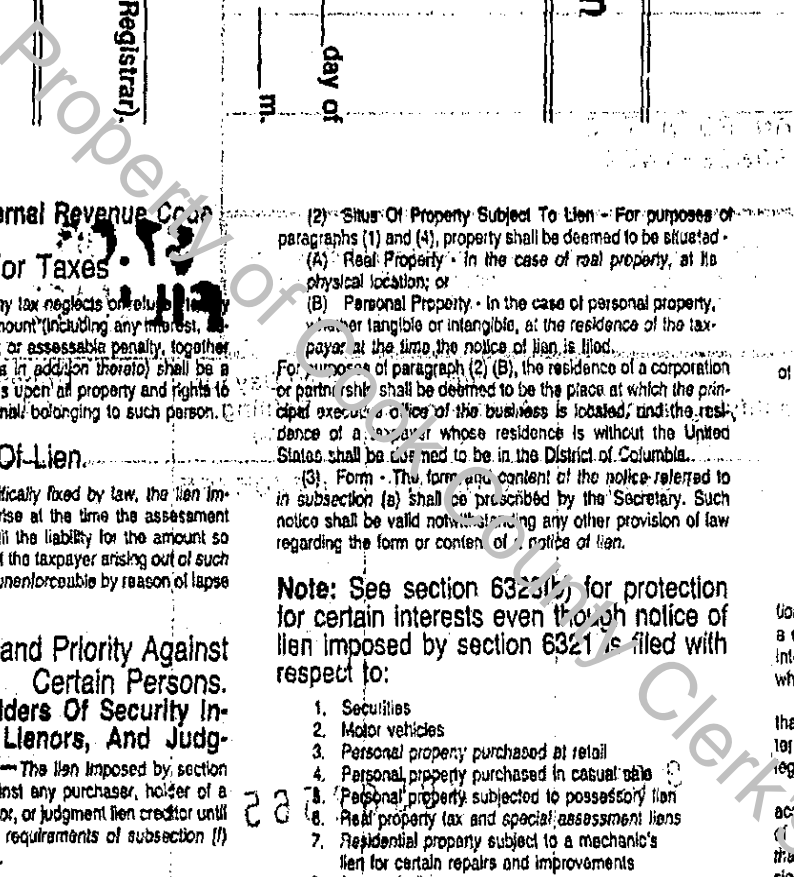 Registrar).
day of
m.
ernal Revenue Code
or Taxes
ny tax neglects or refuses
mount (including any interest,
or assessable penalty, together
s in addition thereto) shall be a
s upon all property and rights to
belonging to such person.
Of Lien.
ifically fixed by law, the lien im-
rise at the time the assessment
ill the liability for the amount so
t the taxpayer arising out of such
unenforceable by reason of lapse
and Priority Against
Certain Persons.
lders Of Security In-
Lienors, And Judg-
— The lien imposed by section
inst any purchaser, holder of a
or, or judgment lien creditor until
requirements of subsection (f)
(2) Situs Of Property Subject To Lien - For purposes of
paragraphs (1) and (4), property shall be deemed to be situated -
(A) Real Property - In the case of real property, at its
physical location; or
(B) Personal Property - In the case of personal property,
whether tangible or intangible, at the residence of the tax-
payer at the time the notice of lien is filed.
For purposes of paragraph (2) (B), the residence of a corporation
or partnership shall be deemed to be the place at which the prin-
cipal executive office of the business is located, and the resi-
dence of a taxpayer whose residence is without the United
States shall be deemed to be in the District of Columbia.
(3) Form - The form and content of the notice referred to
in subsection (a) shall be prescribed by the Secretary. Such
notice shall be valid notwithstanding any other provision of law
regarding the form or content of a notice of lien.
Note: See section 6323(b) for protection
for certain interests even though notice of
lien imposed by section 6321 is filed with
respect to:
1. Securities
2. Motor vehicles
3. Personal property purchased at retail
4. Personal property purchased in casual sale
5. Personal property subjected to possessory lien
6. Real property tax and special assessment liens
7. Residential property subject to a mechanic's
lien for certain repairs and improvements
of
Property of Cook County Clerk's